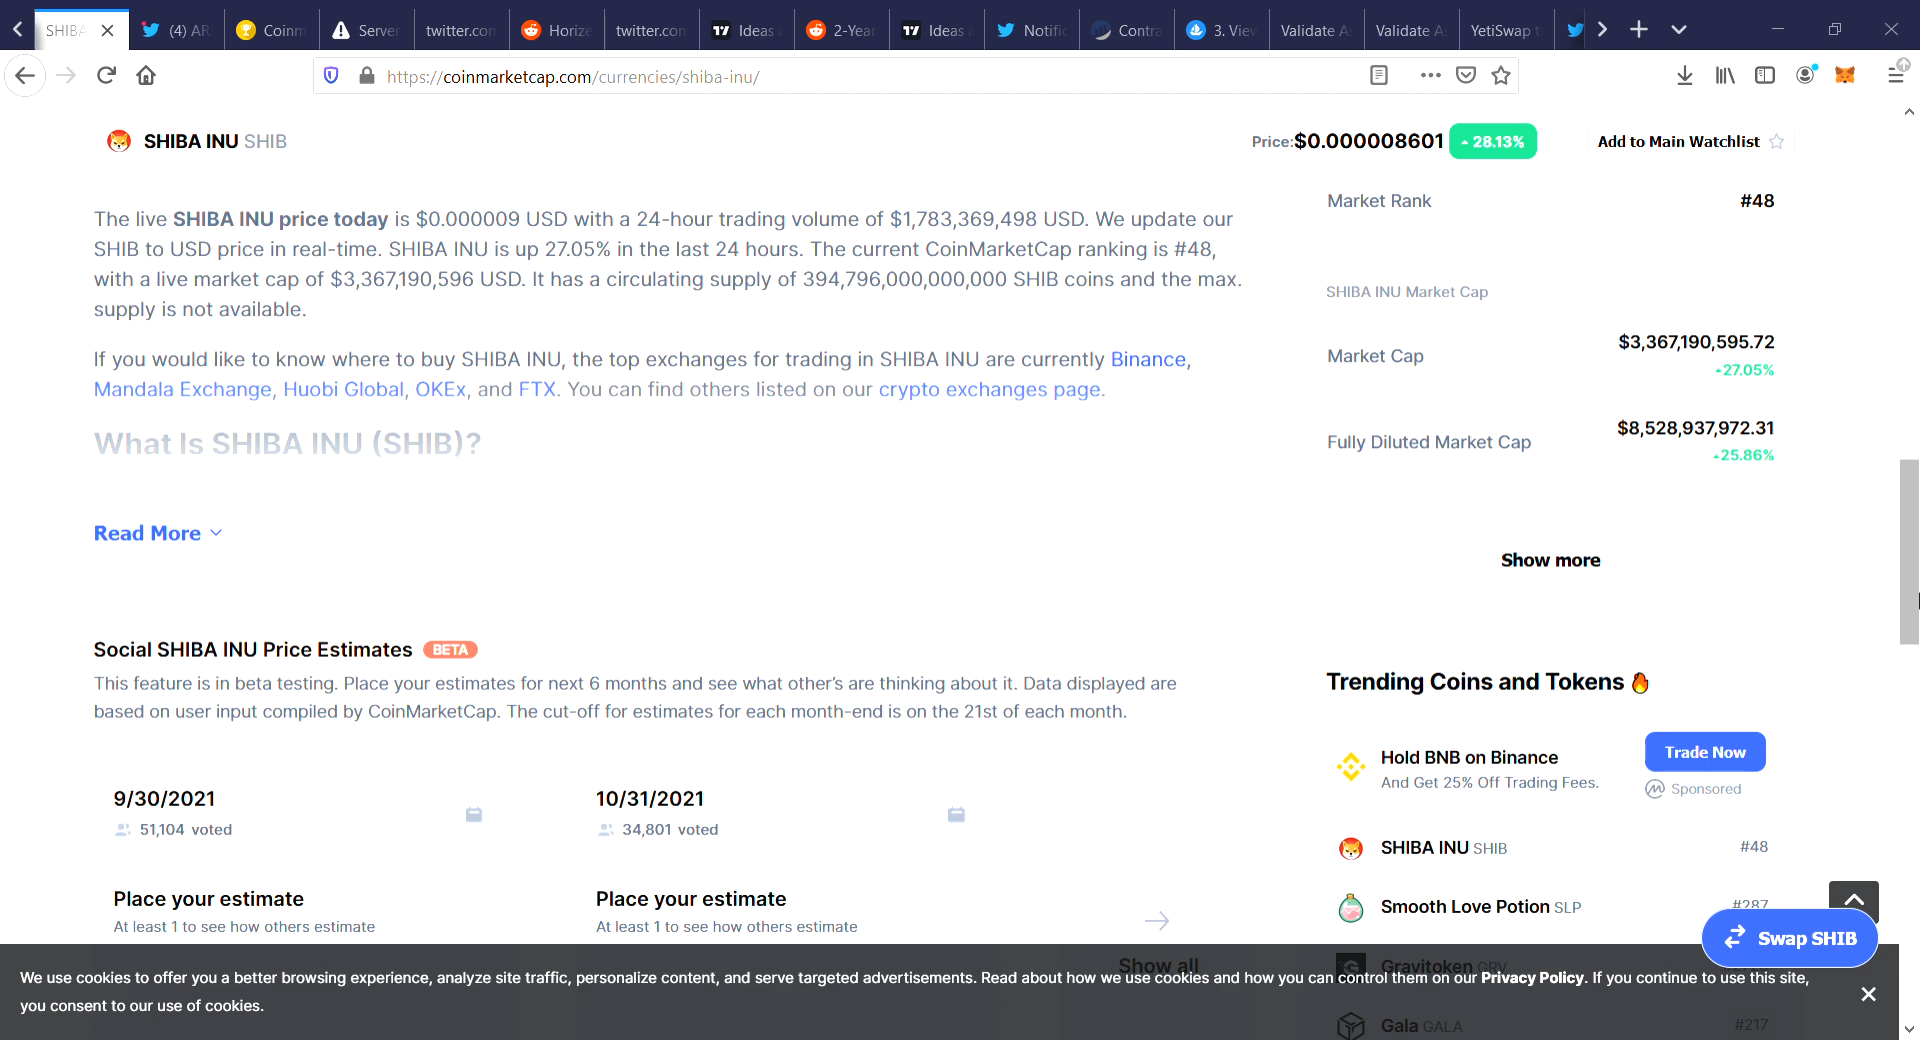 SHIBA
(4) AR
Coinm
Server
twitter.com
Horize
twitter.com
Ideas
2-Year
Ideas
Notific
Contra
3. View
Validate A
Validate A
YetiSwap t
https://coinmarketcap.com/currencies/shiba-inu/
SHIBA INU SHIB
Price:$0.000008601 28.13%
Add to Main Watchlist
The live SHIBA INU price today is $0.000009 USD with a 24-hour trading volume of $1,783,369,498 USD. We update our
SHIB to USD price in real-time. SHIBA INU is up 27.05% in the last 24 hours. The current CoinMarketCap ranking is #48,
with a live market cap of $3,367,190,596 USD. It has a circulating supply of 394,796,000,000,000 SHIB coins and the max.
supply is not available.
If you would like to know where to buy SHIBA INU, the top exchanges for trading in SHIBA INU are currently Binance,
Mandala Exchange, Huobi Global, OKEx, and FTX. You can find others listed on our crypto exchanges page.
What Is SHIBA INU (SHIB)?
Read More
Market Rank #48
SHIBA INU Market Cap
Market Cap $3,367,190,595.72
27.05%
Fully Diluted Market Cap $8,528,937,972.31
25.86%
Show more
Social SHIBA INU Price Estimates BETA
This feature is in beta testing. Place your estimates for next 6 months and see what other's are thinking about it. Data displayed are
based on user input compiled by CoinMarketCap. The cut-off for estimates for each month-end is on the 21st of each month.
9/30/2021
51,104 voted
Place your estimate
At least 1 to see how others estimate
10/31/2021
34,801 voted
Place your estimate
At least 1 to see how others estimate
Show all
Trending Coins and Tokens
Hold BNB on Binance
And Get 25% Off Trading Fees.
Trade Now
Sponsored
SHIBA INU SHIB #48
Smooth Love Potion SLP #287
Swap SHIB
Gravitoken GRV
Gala GALA #217
We use cookies to offer you a better browsing experience, analyze site traffic, personalize content, and serve targeted advertisements. Read about how we use cookies and how you can control them on our Privacy Policy. If you continue to use this site,
you consent to our use of cookies.